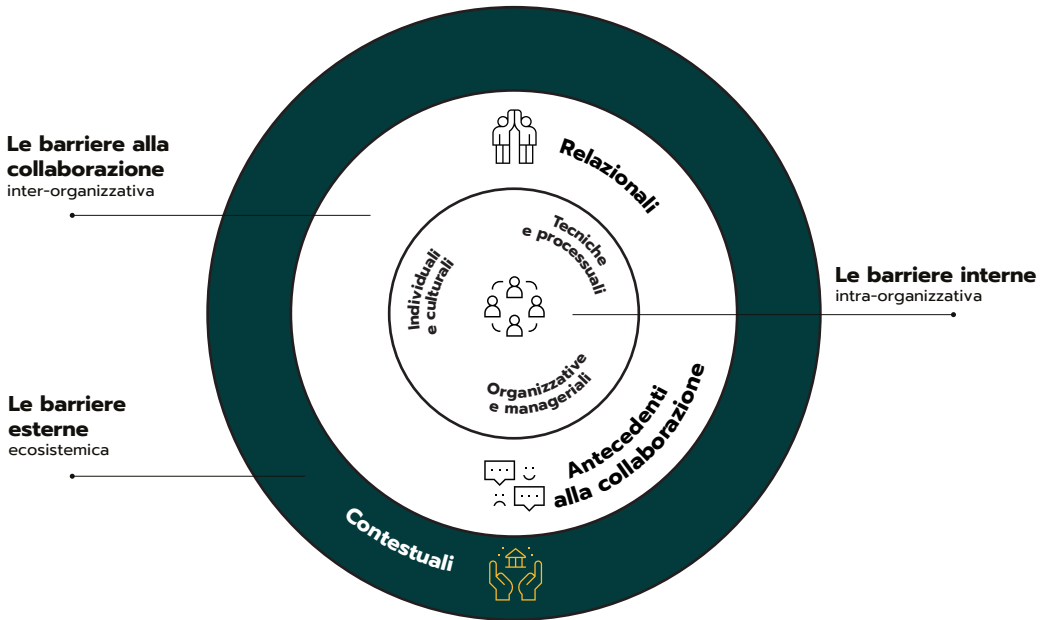 Le barriere alla
collaborazione
inter-organizzativa
Relazionali
Tecniche
e processuali
Individuali
e culturali
Le barriere interne
intra-organizzativa
Organizzative
e manageriali
Le barriere
esterne
ecosistemica
Antecedenti
alla collaborazione
Contestuali